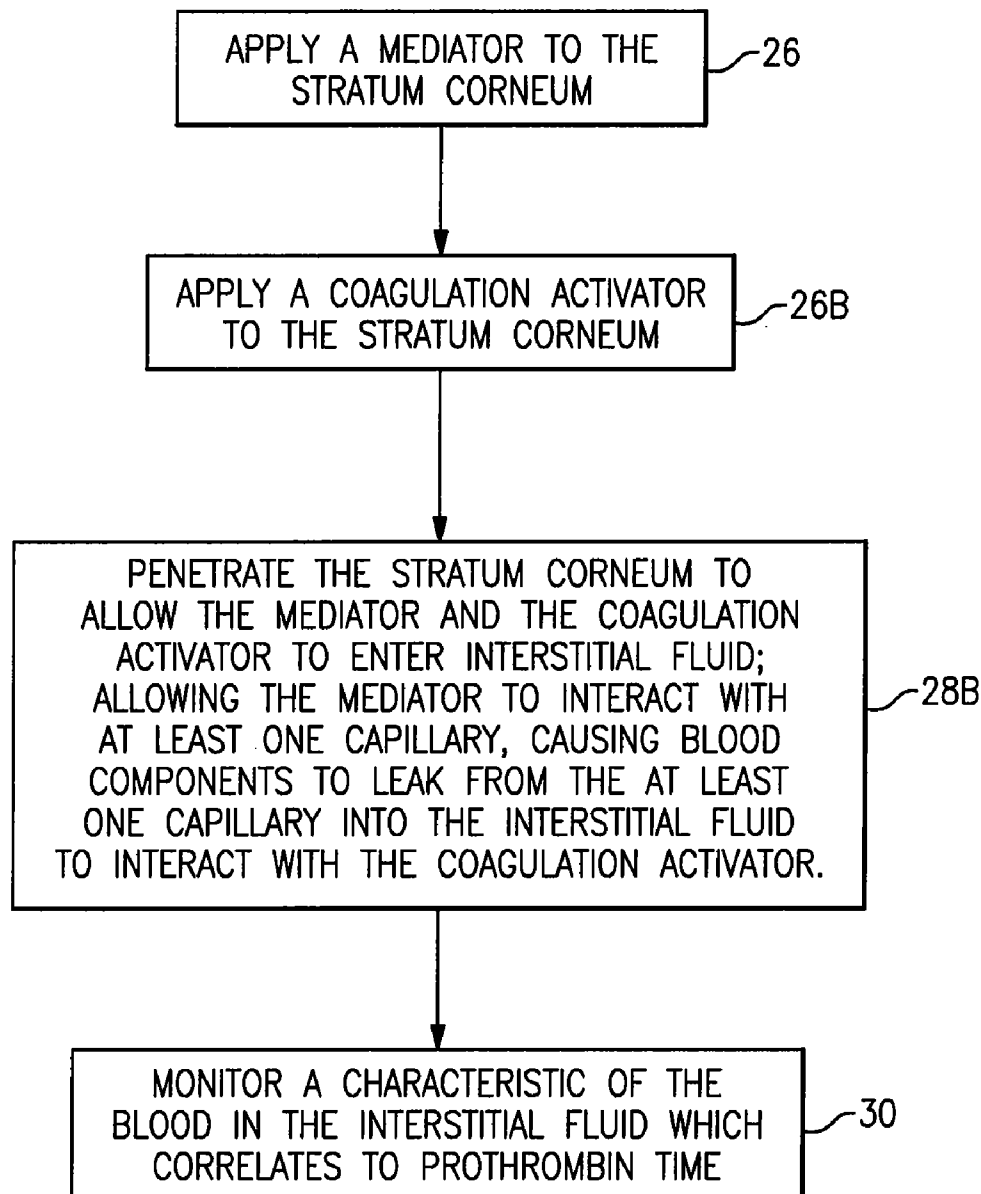 APPLY A MEDIATOR TO THE
STRATUM CORNEUM
26
APPLY A COAGULATION ACTIVATOR
TO THE STRATUM CORNEUM
26B
PENETRATE THE STRATUM CORNEUM TO
ALLOW THE MEDIATOR AND THE COAGULATION
ACTIVATOR TO ENTER INTERSTITIAL FLUID;
ALLOWING THE MEDIATOR TO INTERACT WITH
AT LEAST ONE CAPILLARY, CAUSING BLOOD
COMPONENTS TO LEAK FROM THE AT LEAST
ONE CAPILLARY INTO THE INTERSTITIAL FLUID
TO INTERACT WITH THE COAGULATION ACTIVATOR.
28B
MONITOR A CHARACTERISTIC OF THE
BLOOD IN THE INTERSTITIAL FLUID WHICH
CORRELATES TO PROTHROMBIN TIME
30